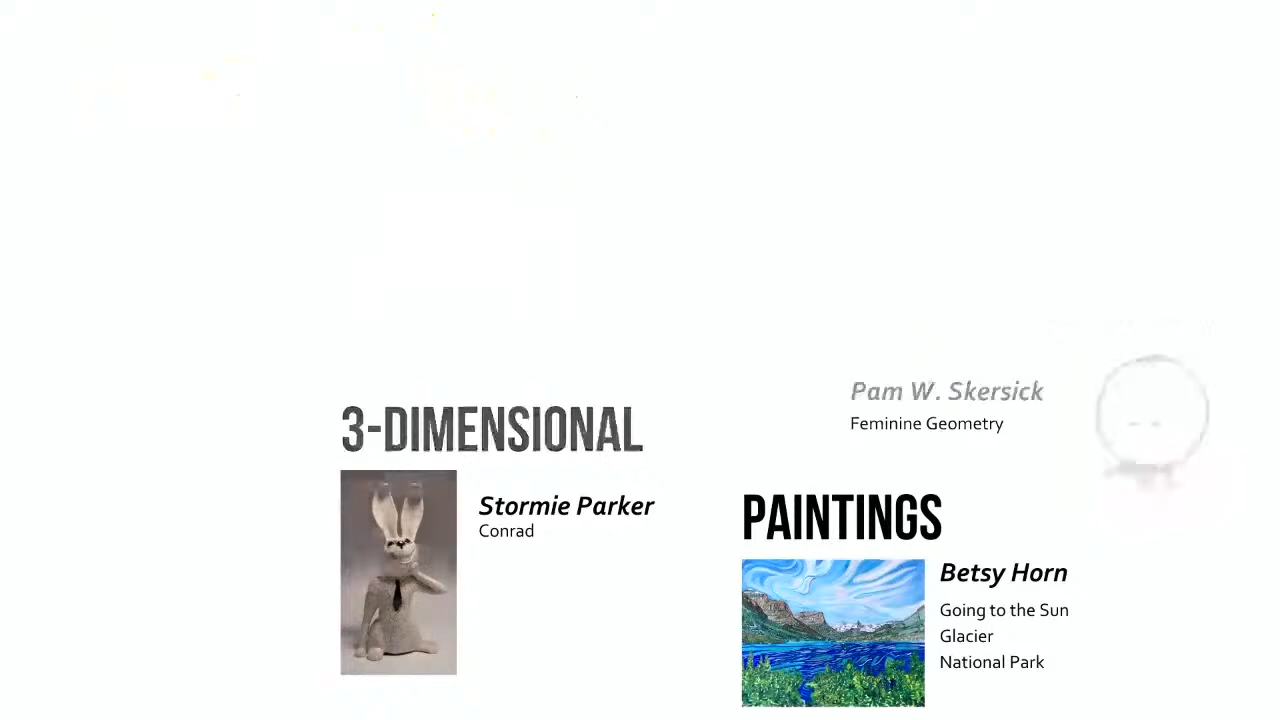 3-DIMENSIONAL
Stormie Parker
Conrad
Pam W. Skersick
Feminine Geometry
PAINTINGS
Betsy Horn
Going to the Sun
Glacier
National Park